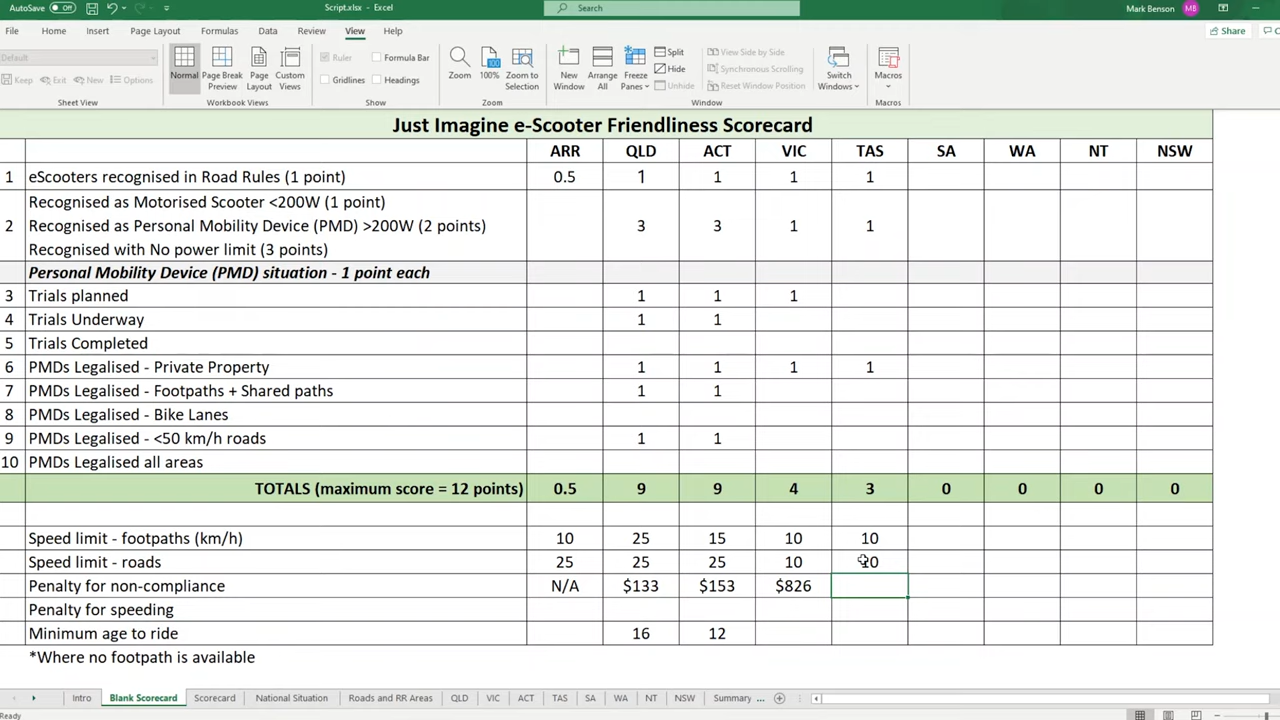 AutoSave Off Script.xlsx - Excel Search Mark Benson MB
File Home Insert Page Layout Formulas Data Review View Help Share
Default Ruler Formula Bar Split View Side by Side
Keep Exit New Options Gridlines Headings Hide Synchronous Scrolling
Normal Page Break Preview Page Layout Custom Views Zoom 100% Zoom to Selection New Window Arrange All Freeze Panes Unhide Reset Window Position Switch Windows Macros
Sheet View Workbook Views Show Zoom Window Macros
Just Imagine e-Scooter Friendliness Scorecard
ARR QLD ACT VIC TAS SA WA NT NSW
1 eScooters recognised in Road Rules (1 point) 0.5 1 1 1 1
Recognised as Motorised Scooter <200W (1 point)
2 Recognised as Personal Mobility Device (PMD) >200W (2 points) 3 3 1 1
Recognised with No power limit (3 points)
Personal Mobility Device (PMD) situation - 1 point each
3 Trials planned 1 1 1
4 Trials Underway 1 1
5 Trials Completed
6 PMDs Legalised - Private Property 1 1 1 1
7 PMDs Legalised - Footpaths + Shared paths 1 1
8 PMDs Legalised - Bike Lanes
9 PMDs Legalised - <50 km/h roads 1 1
10 PMDs Legalised all areas
TOTALS (maximum score = 12 points) 0.5 9 9 4 3 0 0 0 0
Speed limit - footpaths (km/h) 10 25 15 10 10
Speed limit - roads 25 25 25 10
Penalty for non-compliance N/A $133 $153 $826
Penalty for speeding
Minimum age to ride 16 12
*Where no footpath is available
Intro Blank Scorecard Scorecard National Situation Roads and RR Areas QLD VIC ACT TAS SA WA NT NSW Summary ...
Ready